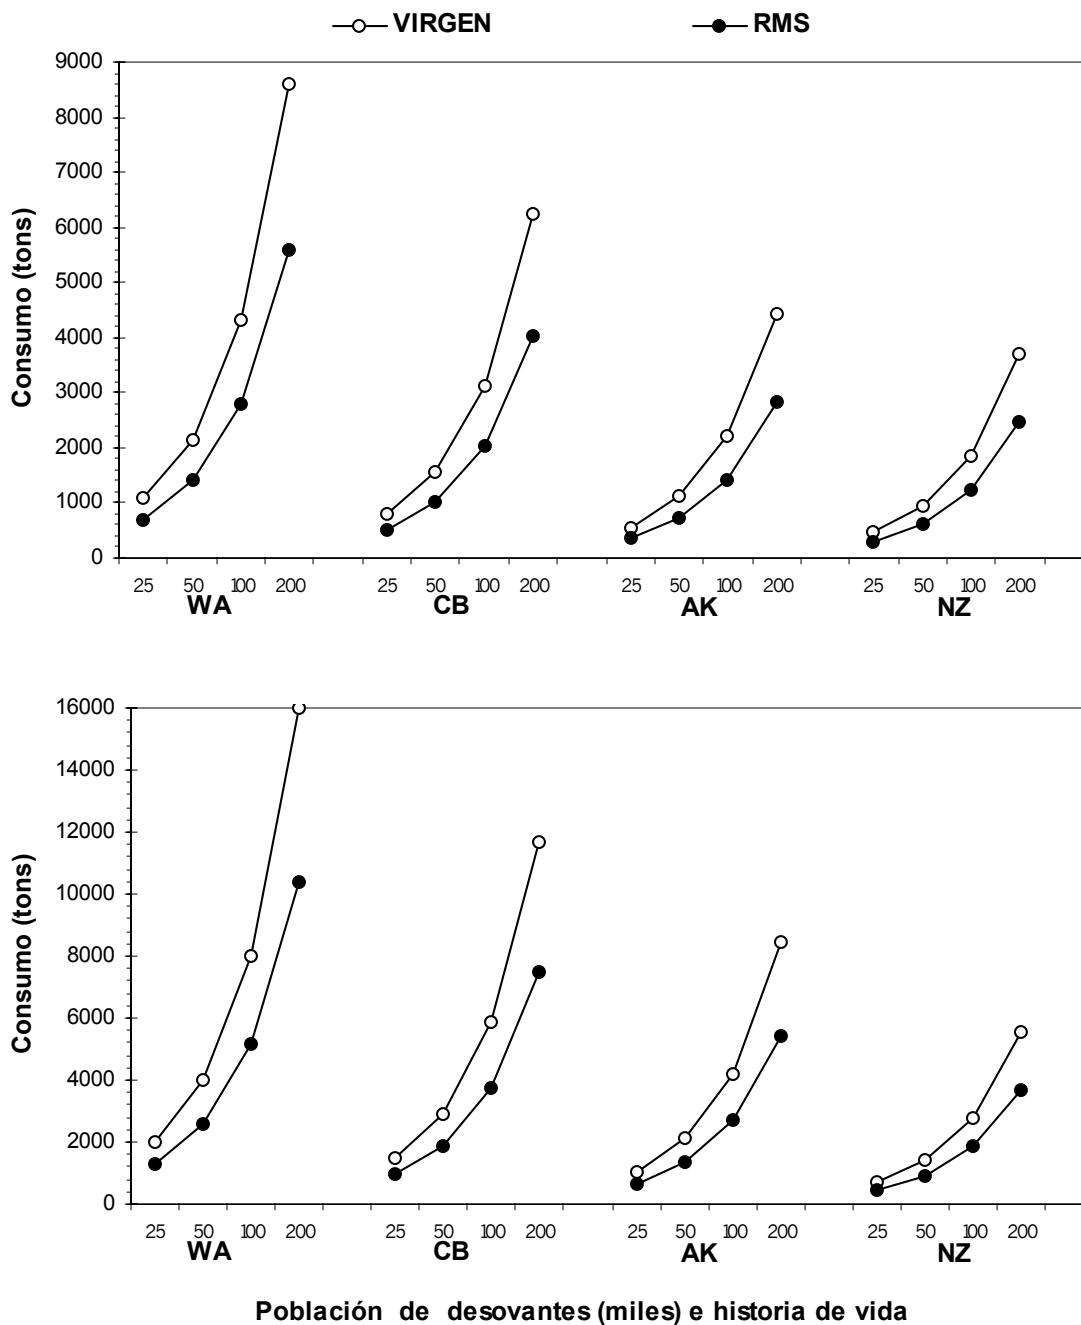 VIRGEN RMS
9000
8000
7000
6000
5000
4000
3000
2000
1000
0
Consumo (tons)
25 50 100 200 25 50 100 200 25 50 100 200 25 50 100 200
WA CB AK NZ
16000
14000
12000
10000
8000
6000
4000
2000
0
Consumo (tons)
25 50 100 200 25 50 100 200 25 50 100 200 25 50 100 200
WA CB AK NZ
Población de desovantes (miles) e historia de vida